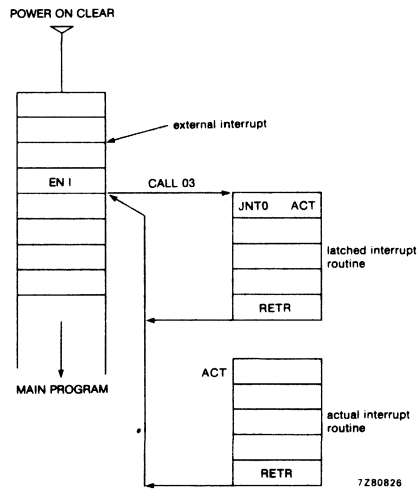 POWER ON CLEAR
external interrupt
EN I
CALL 03
JNT0 ACT
latched interrupt
routine
RETR
MAIN PROGRAM
ACT
actual interrupt
routine
RETR
7Z80826